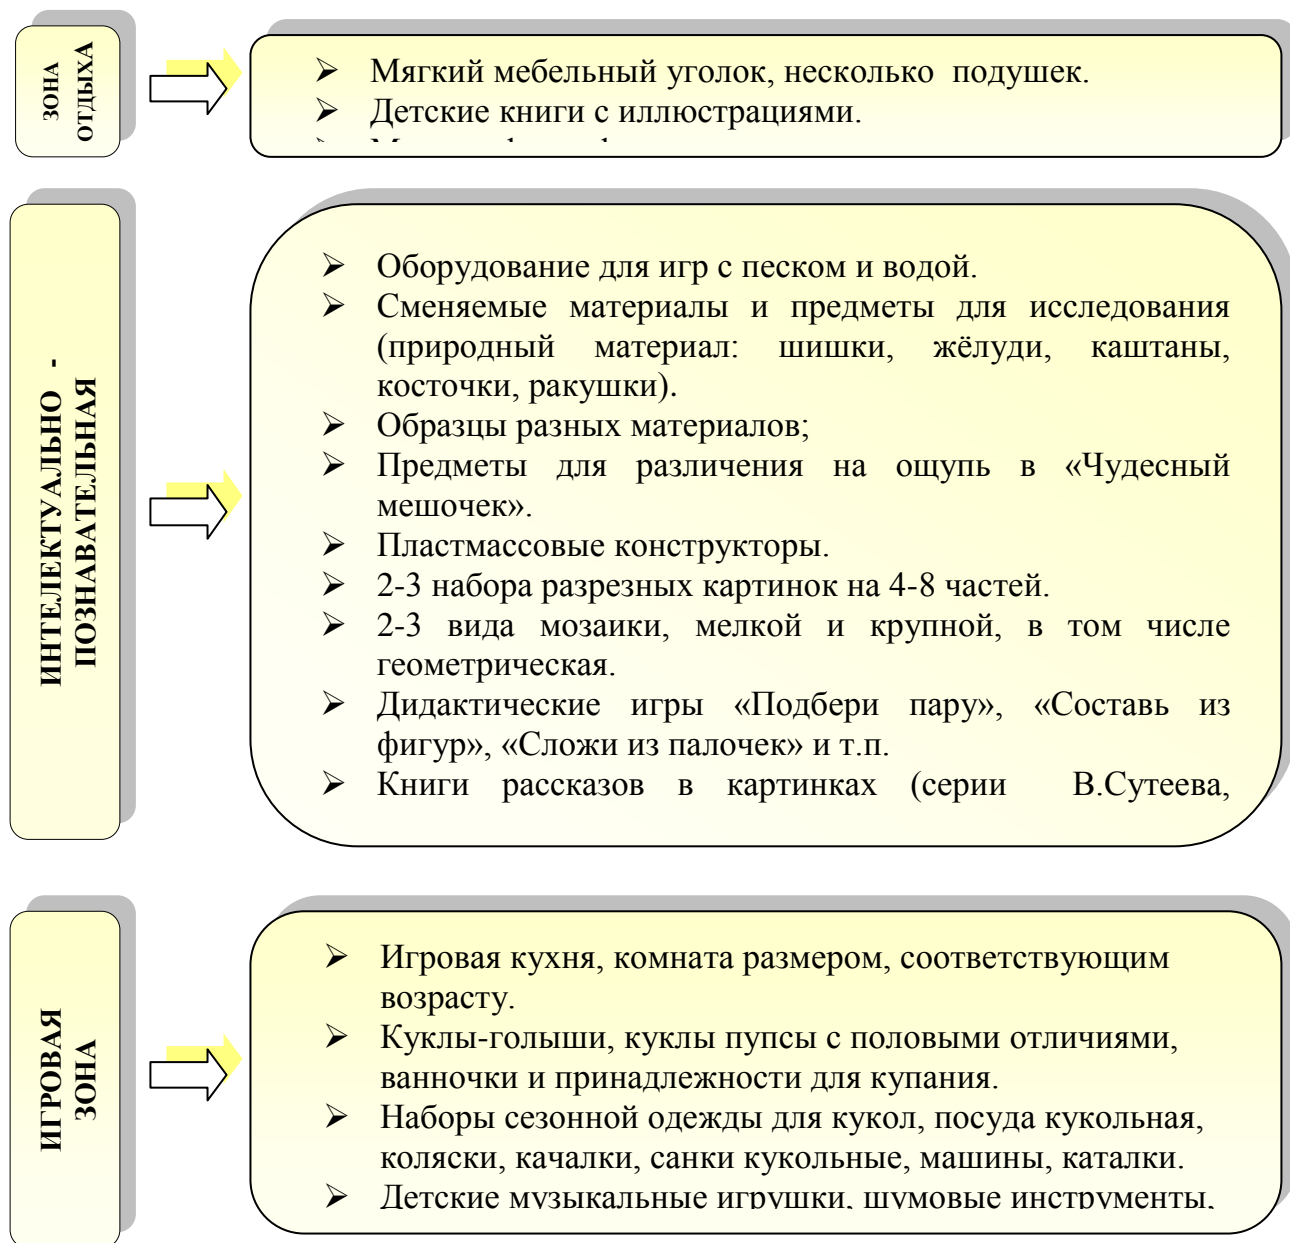 ЗОНА
ОТДЫХА
➢ Мягкий мебельный уголок, несколько подушек.
➢ Детские книги с иллюстрациями.
ИНТЕЛЕКТУАЛЬНО -
ПОЗНАВАТЕЛЬНАЯ
➢ Оборудование для игр с песком и водой.
➢ Сменяемые материалы и предметы для исследования
(природный материал: шишки, жёлуди, каштаны,
косточки, ракушки).
➢ Образцы разных материалов;
➢ Предметы для различения на ощупь в «Чудесный
мешочек».
➢ Пластмассовые конструкторы.
➢ 2-3 набора разрезных картинок на 4-8 частей.
➢ 2-3 вида мозаики, мелкой и крупной, в том числе
геометрическая.
➢ Дидактические игры «Подбери пару», «Составь из
фигур», «Сложи из палочек» и т.п.
➢ Книги рассказов в картинках (серии В.Сутеева,
ИГРОВАЯ
ЗОНА
➢ Игровая кухня, комната размером, соответствующим
возрасту.
➢ Куклы-голыши, куклы пупсы с половыми отличиями,
ванночки и принадлежности для купания.
➢ Наборы сезонной одежды для кукол, посуда кукольная,
коляски, качалки, санки кукольные, машины, каталки.
➢ Детские музыкальные игрушки, шумовые инструменты,